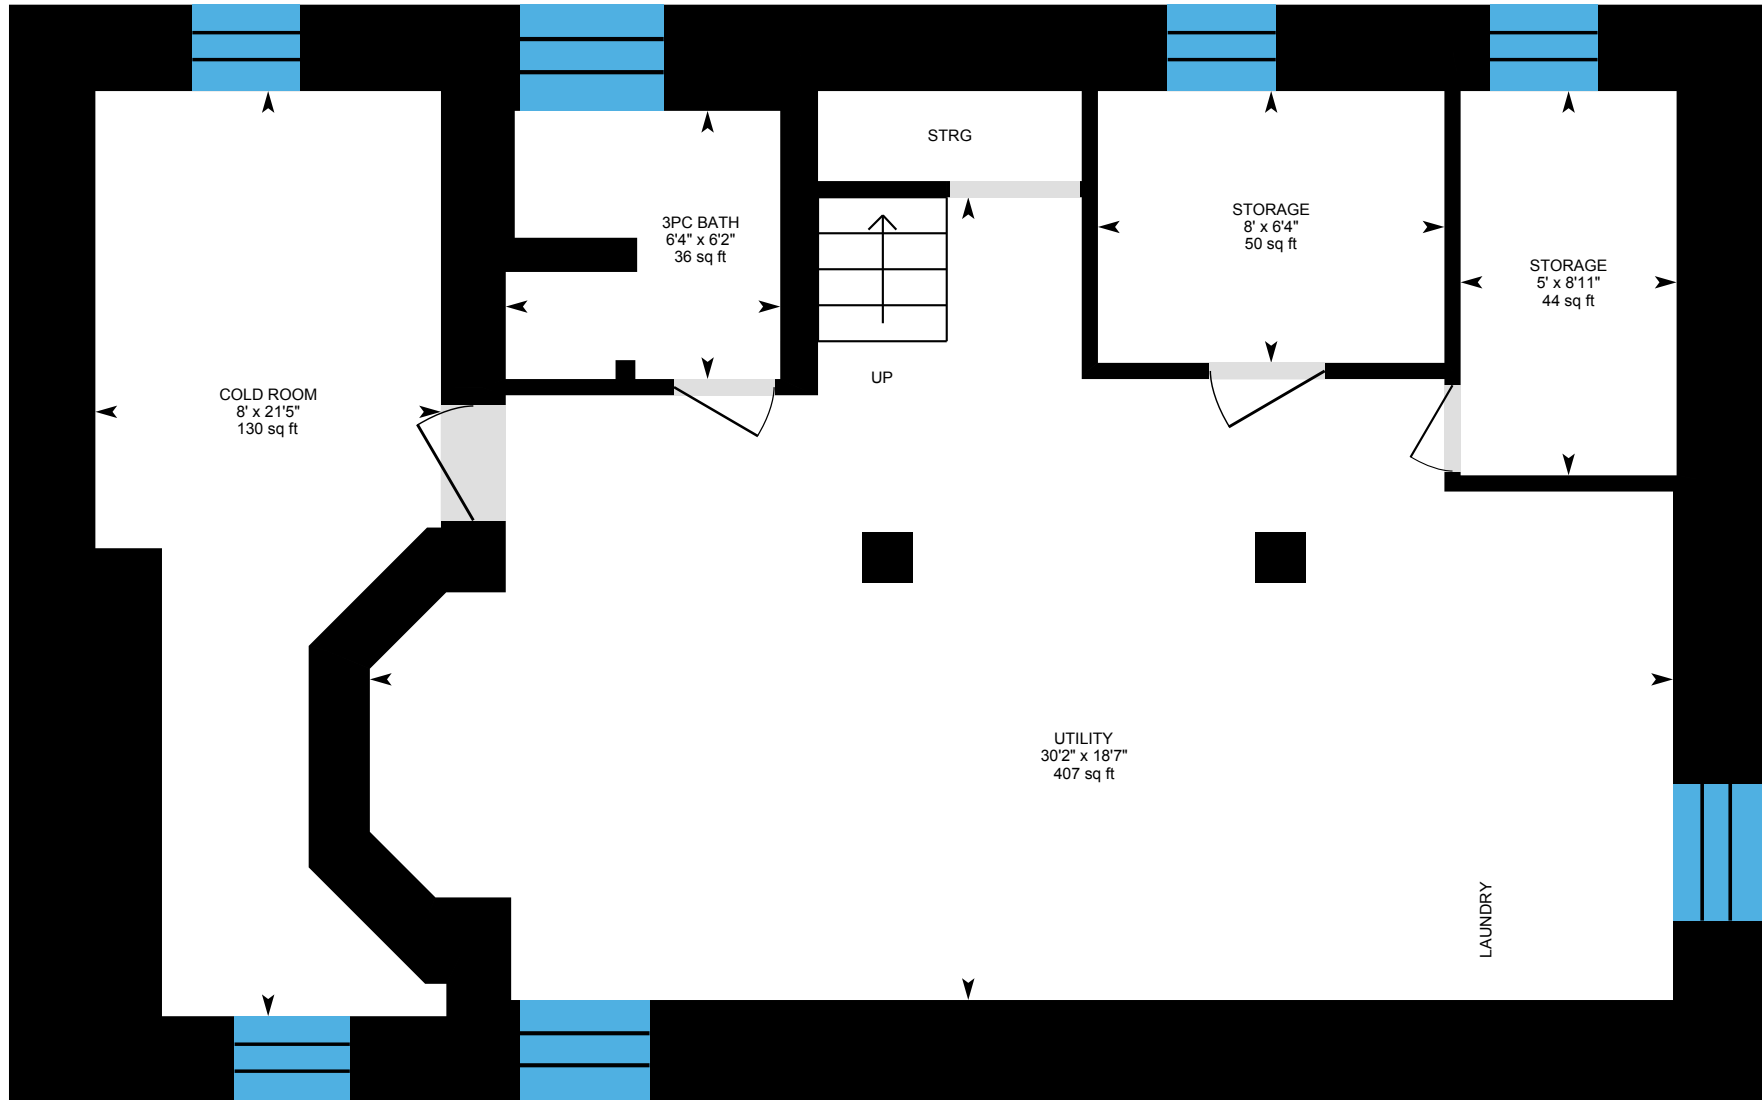 STRG
3PC BATH
6'4" x 6'2"
36 sq ft
STORAGE
8' x 6'4"
50 sq ft
STORAGE
5' x 8'11"
44 sq ft
UP
COLD ROOM
8' x 21'5"
130 sq ft
UTILITY
30'2" x 18'7"
407 sq ft
LAUNDRY